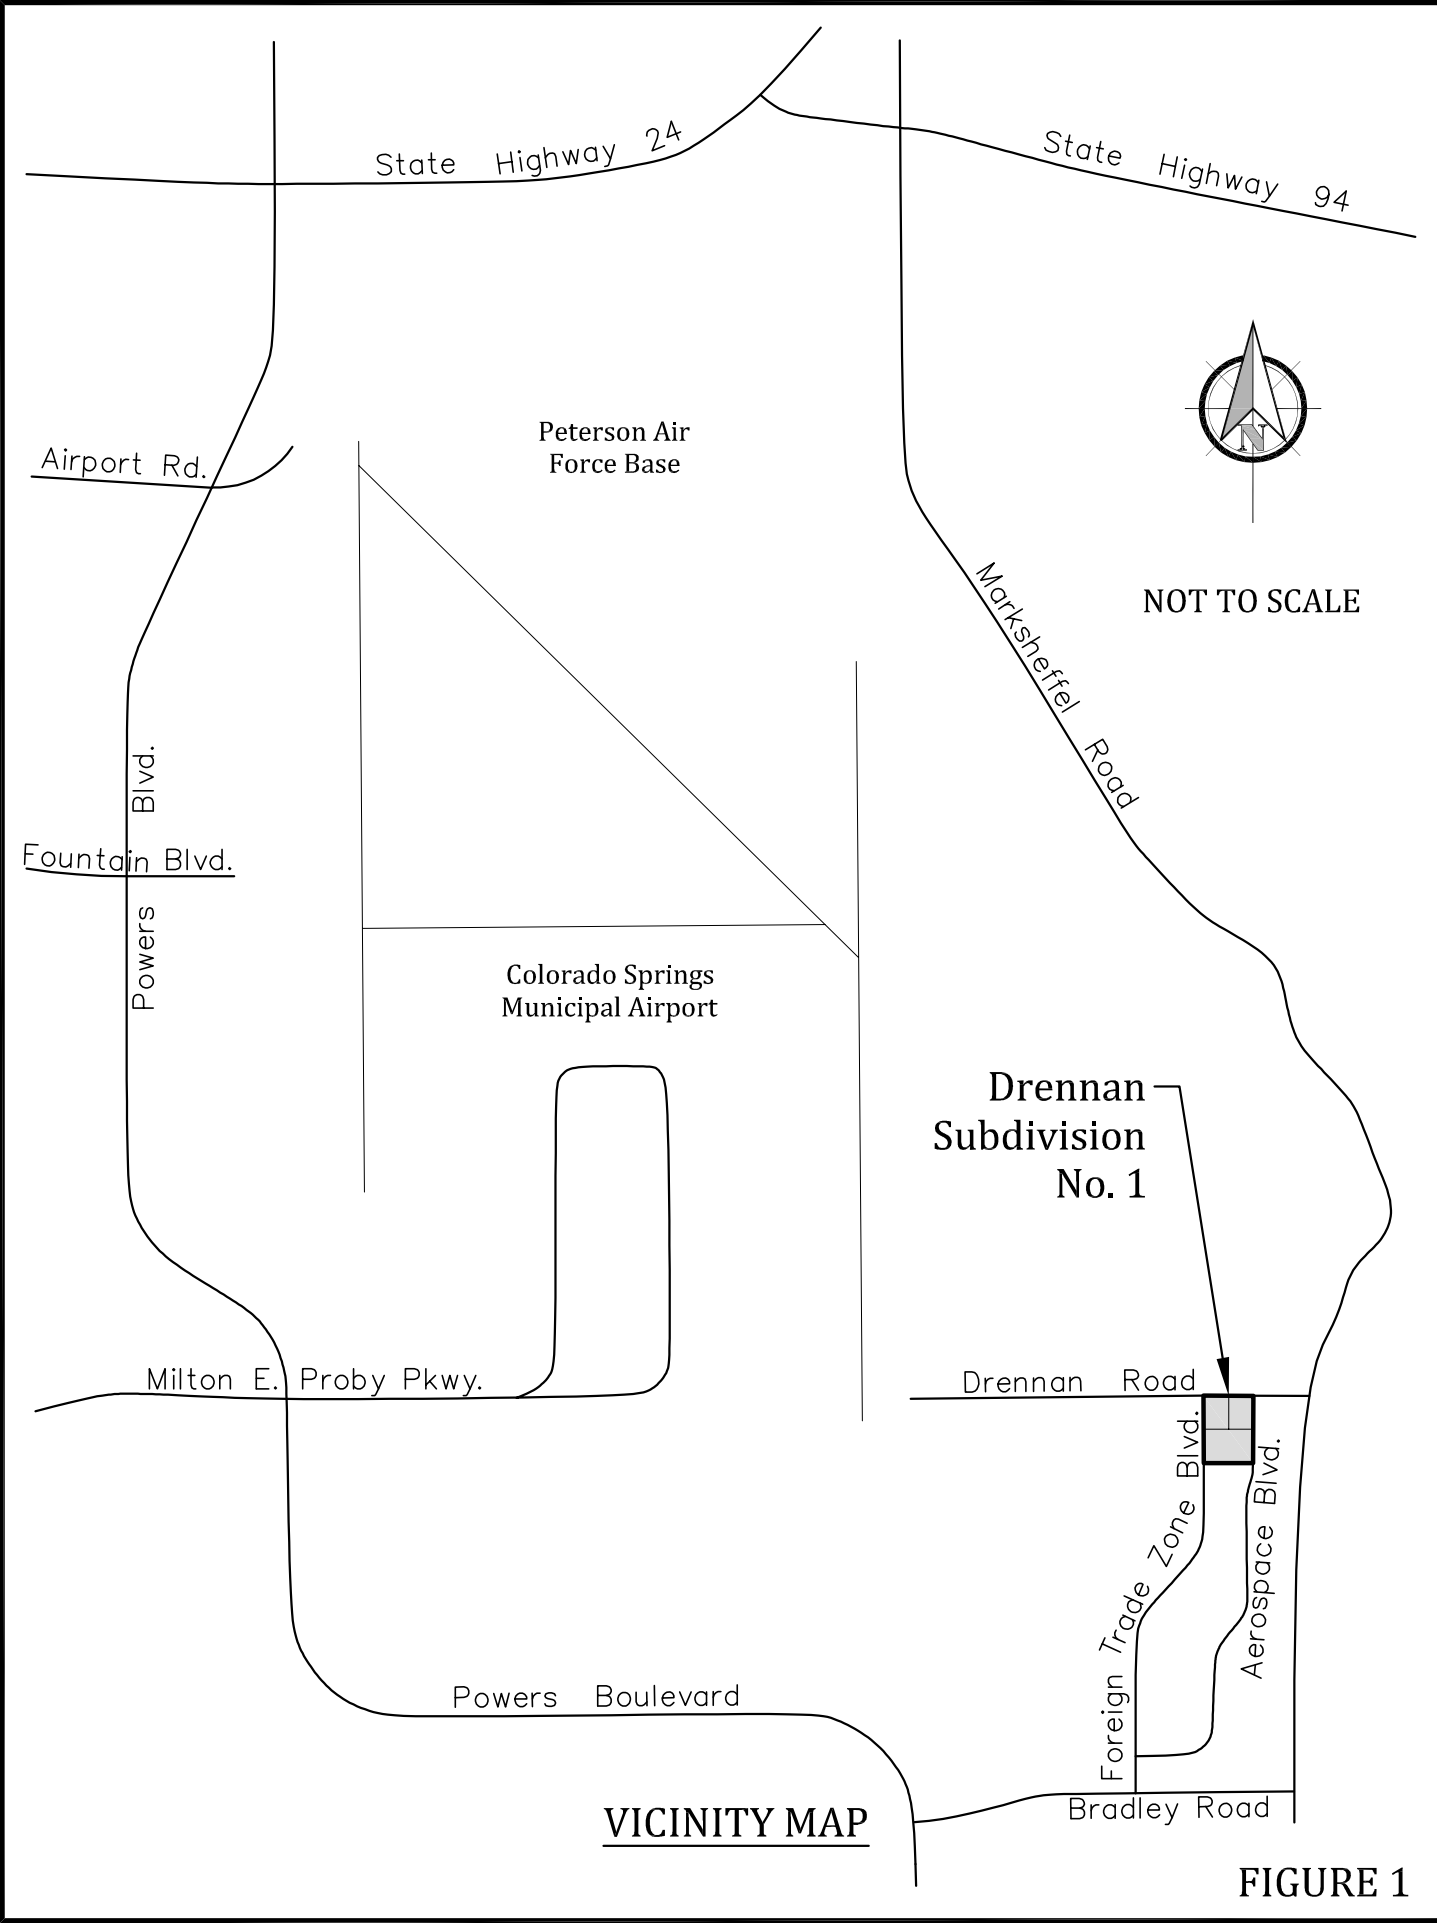 State Highway 24
State Highway 94
Peterson Air
Force Base
Airport Rd.
N
NOT TO SCALE
Marksheffel Road
Powers Blvd.
Fountain Blvd.
Colorado Springs
Municipal Airport
Drennan
Subdivision
No. 1
Milton E. Proby Pkwy.
Drennan Road
Foreign Trade Zone Blvd.
Aerospace Blvd.
Powers Boulevard
Bradley Road
VICINITY MAP
FIGURE 1